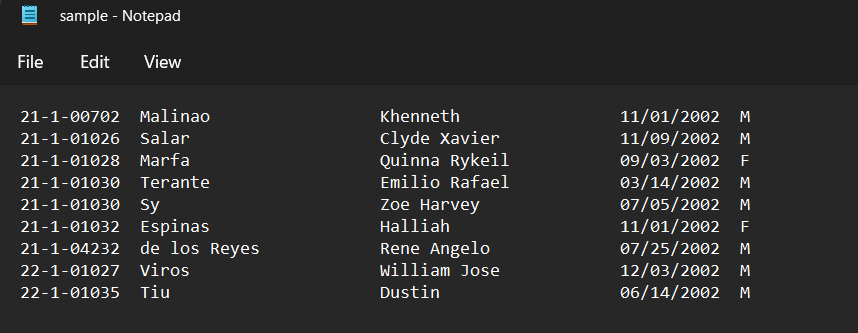 sample - Notepad
File Edit View
21-1-00702 Malinao Khenneth 11/01/2002 M
21-1-01026 Salar Clyde Xavier 11/09/2002 M
21-1-01028 Marfa Quinna Rykeil 09/03/2002 F
21-1-01030 Terante Emilio Rafael 03/14/2002 M
21-1-01030 Sy Zoe Harvey 07/05/2002 M
21-1-01032 Espinas Halliah 11/01/2002 F
21-1-04232 de los Reyes Rene Angelo 07/25/2002 M
22-1-01027 Viros William Jose 12/03/2002 M
22-1-01035 Tiu Dustin 06/14/2002 M